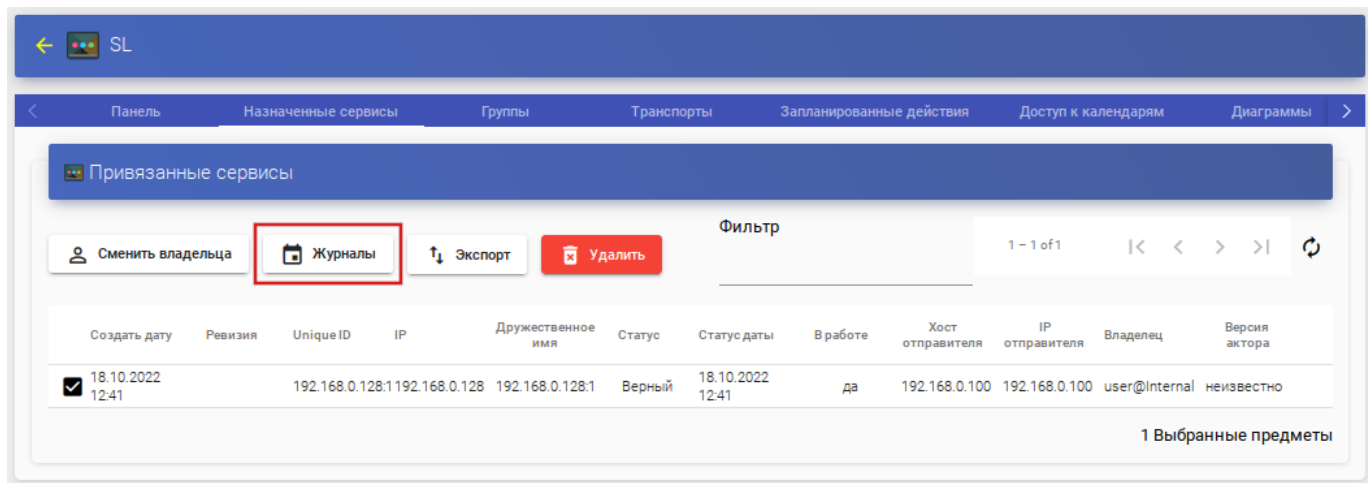 SL
Панель Назначенные сервисы Группы Транспорты Запланированные действия Доступ к календарям Диаграммы
Привязанные сервисы
Сменить владельца Журналы Экспорт Удалить Фильтр 1 – 1 of 1
Создать дату Ревизия Unique ID IP Дружественное имя Статус Статус даты В работе Хост отправителя IP отправителя Владелец Версия актора
18.10.2022 12:41 192.168.0.128:1 192.168.0.128 192.168.0.128:1 Верный 18.10.2022 12:41 да 192.168.0.100 192.168.0.100 user@Internal неизвестно
1 Выбранные предметы